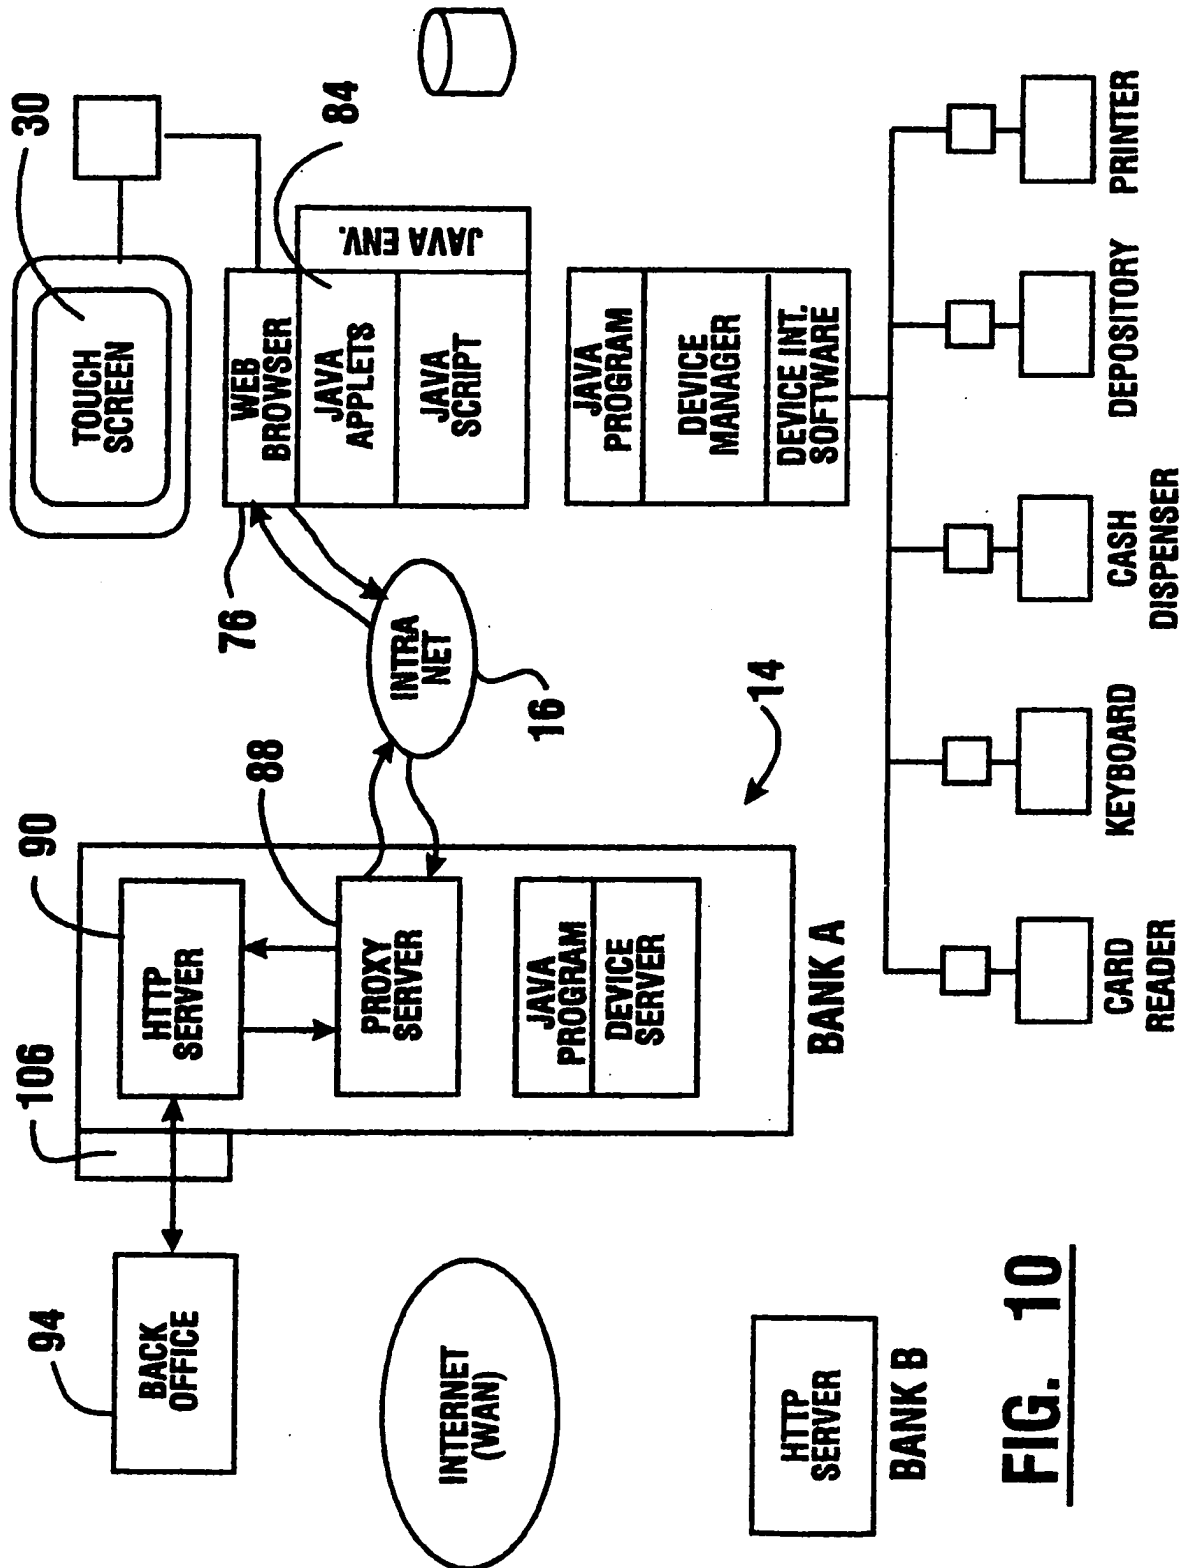 94
BACK
OFFICE
106
90
HTTP
SERVER
88
PROXY
SERVER
JAVA
PROGRAM
DEVICE
SERVER
BANK A
INTERNET
(WAN)
HTTP
SERVER
BANK B
INTRA
NET
16
14
30
TOUCH
SCREEN
76
WEB
BROWSER
JAVA
APPLETS
JAVA
SCRIPT
JAVA ENV.
84
JAVA
PROGRAM
DEVICE
MANAGER
DEVICE INT.
SOFTWARE
CARD
READER
KEYBOARD
CASH
DISPENSER
DEPOSITORY
PRINTER
FIG. 10